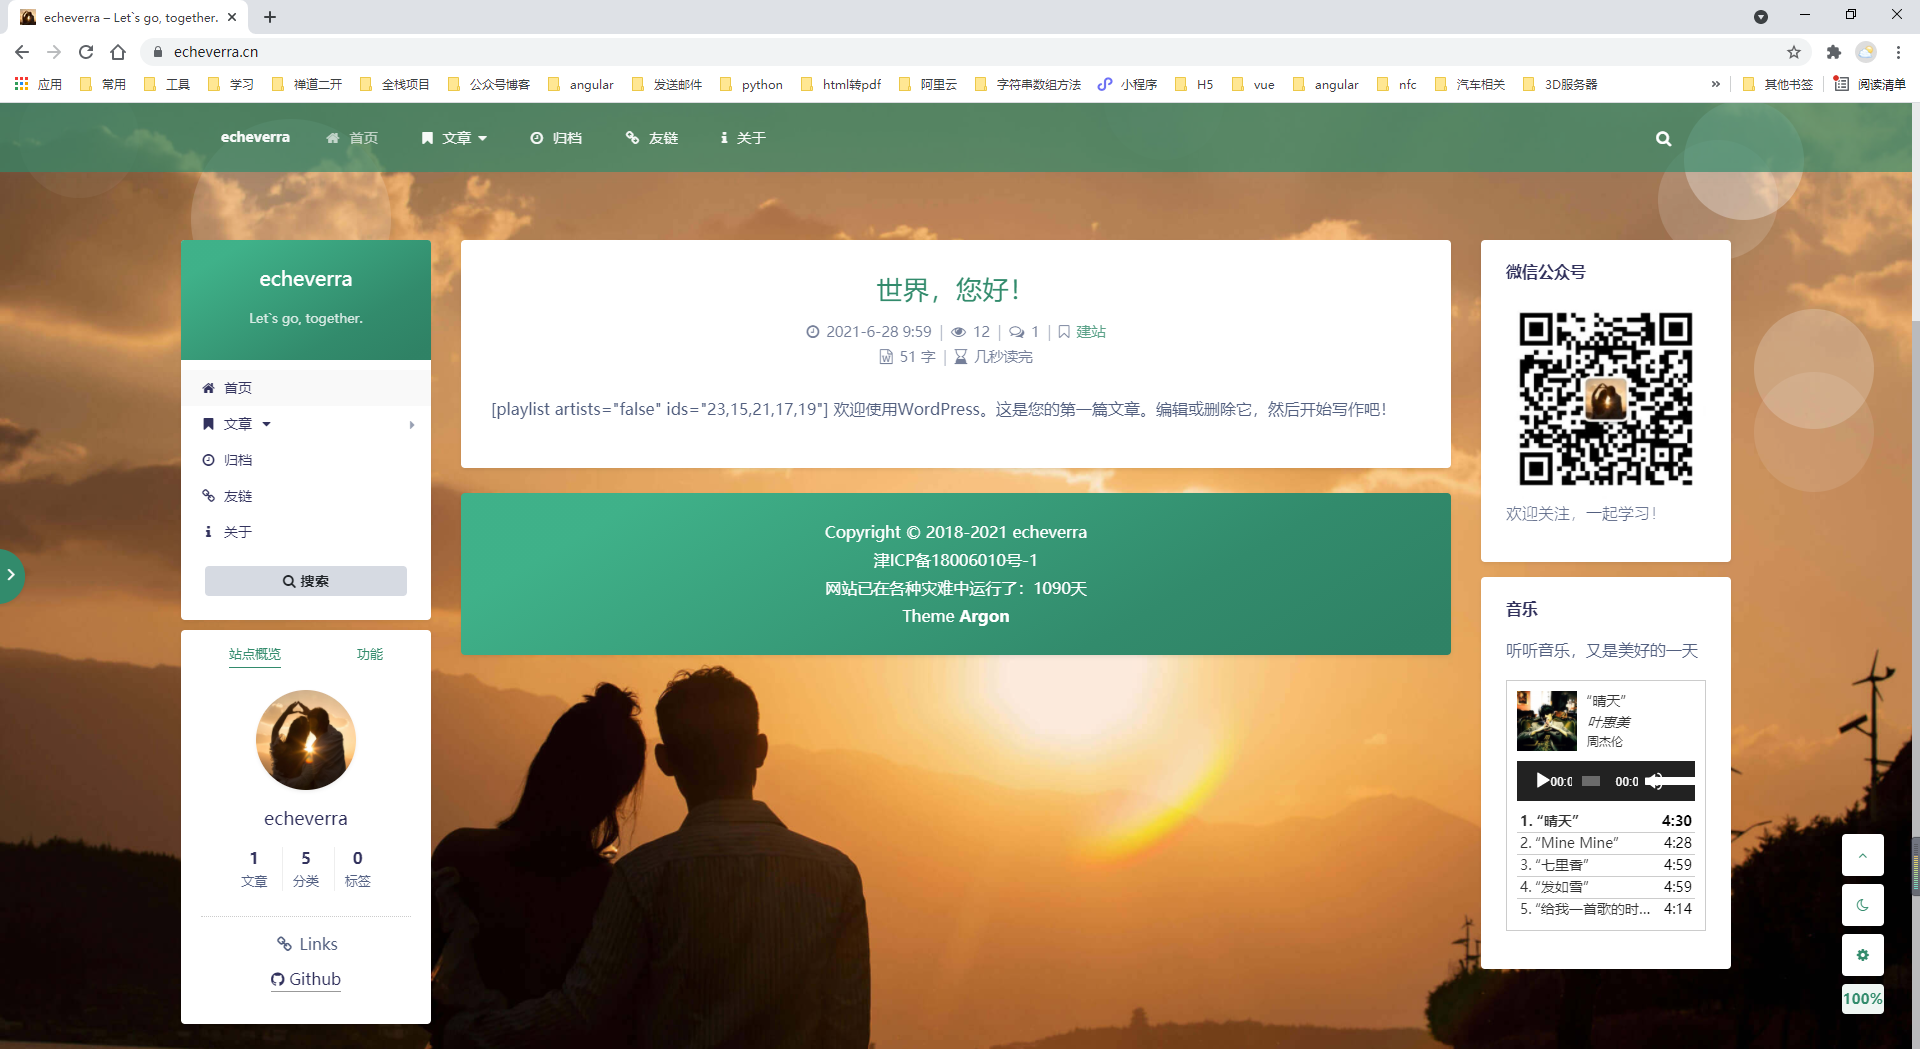 echeverra – Let`s go, together.
echeverra.cn
应用 常用 工具 学习 禅道二开 全栈项目 公众号博客 angular 发送邮件 python html转pdf 阿里云 字符串数组方法 小程序 H5 vue angular nfc 汽车相关 3D服务器 » 其他书签 阅读清单
echeverra 首页 文章 归档 友链 关于
echeverra
Let`s go, together.
首页
文章
归档
友链
关于
搜索
站点概览 功能
echeverra
1 5 0
文章 分类 标签
Links
Github
世界，您好！
2021-6-28 9:59 | 12 | 1 | 建站
51 字 | 几秒读完
[playlist artists="false" ids="23,15,21,17,19"] 欢迎使用WordPress。这是您的第一篇文章。编辑或删除它，然后开始写作吧！
Copyright © 2018-2021 echeverra
津ICP备18006010号-1
网站已在各种灾难中运行了：1090天
Theme Argon
微信公众号
欢迎关注，一起学习！
音乐
听听音乐，又是美好的一天
“晴天”
叶惠美
周杰伦
00:0 00:0
1. “晴天” 4:30
2. “Mine Mine” 4:28
3. “七里香” 4:59
4. “发如雪” 4:59
5. “给我一首歌的时... 4:14
100%